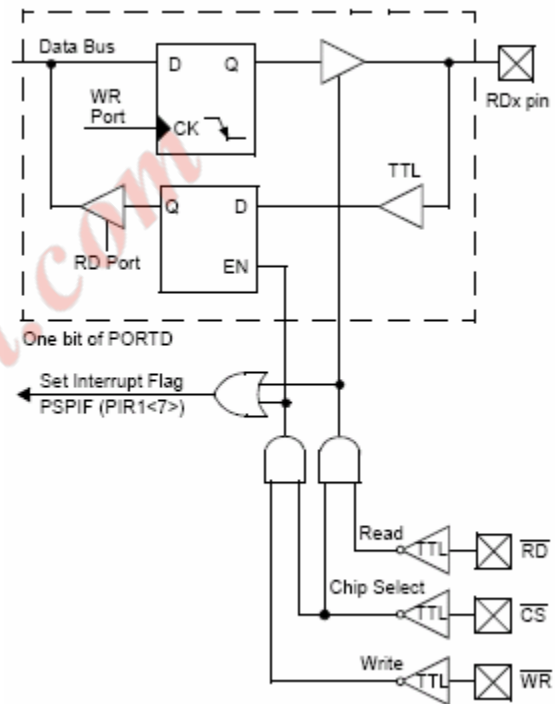 Data Bus
D Q
WR
Port
CK
RDx pin
TTL
Q D
RD Port
EN
One bit of PORTD
Set Interrupt Flag
PSPIF (PIR1<7>)
Read
TTL
RD
Chip Select
TTL
CS
Write
TTL
WR